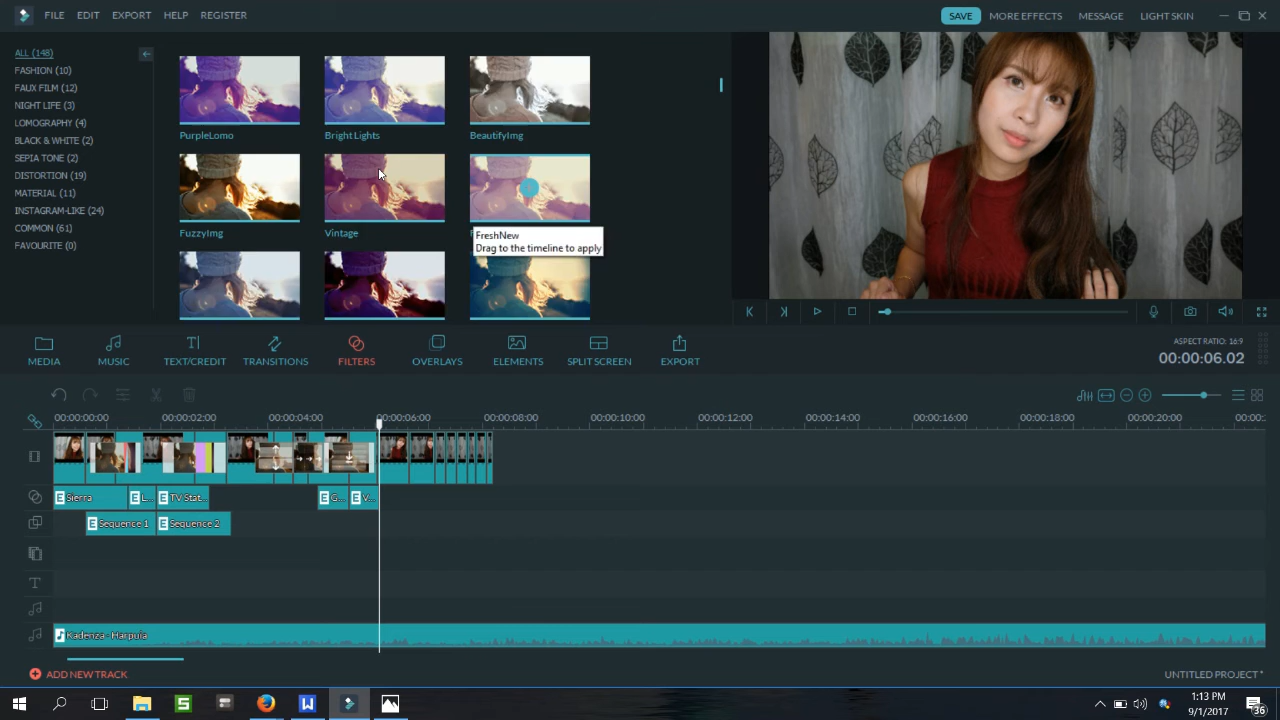 FILE EDIT EXPORT HELP REGISTER SAVE MORE EFFECTS MESSAGE LIGHT SKIN
ALL (148)
FASHION (10)
FAUX FILM (12)
NIGHT LIFE (3)
LOMOGRAPHY (4)
BLACK & WHITE (2)
SEPIA TONE (2)
DISTORTION (19)
MATERIAL (11)
INSTAGRAM-LIKE (24)
COMMON (61)
FAVOURITE (0)
PurpleLomo Bright Lights BeautifyImg
FuzzyImg Vintage
FreshNew
Drag to the timeline to apply
MEDIA MUSIC TEXT/CREDIT TRANSITIONS FILTERS OVERLAYS ELEMENTS SPLIT SCREEN EXPORT
ASPECT RATIO: 16:9
00:00:06.02
00:00:00:00 00:00:02:00 00:00:04:00 00:00:06:00 00:00:08:00 00:00:10:00 00:00:12:00 00:00:14:00 00:00:16:00 00:00:18:00 00:00:20:00 00:00:2
E Sierra E L... E TV Stat... E G... E V...
E Sequence 1 E Sequence 2
Kadenza - Harpuia
ADD NEW TRACK UNTITLED PROJECT *
1:13 PM
9/1/2017
36